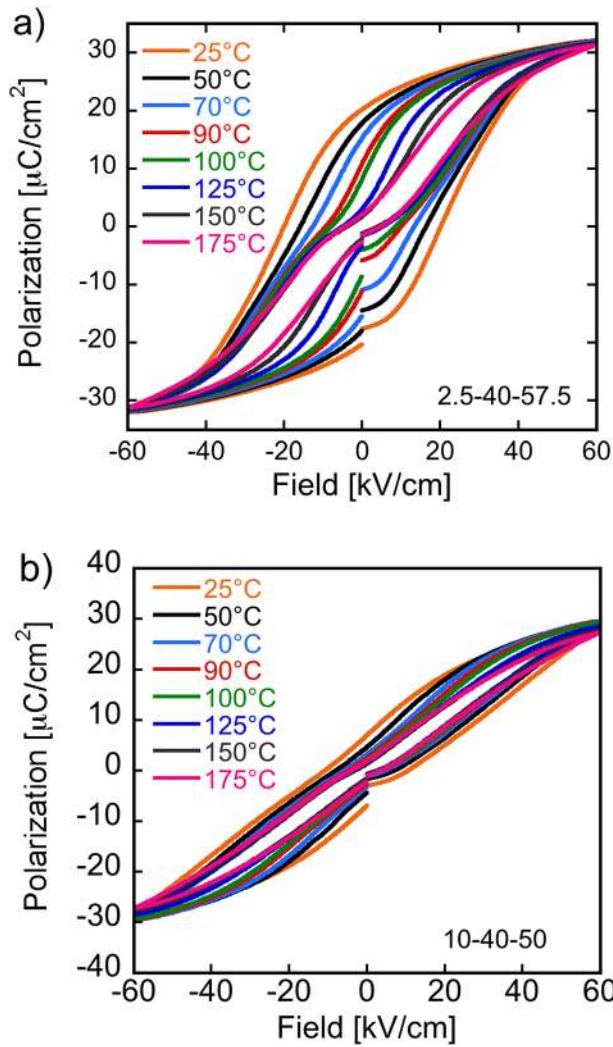 a)
30
20
10
0
-10
-20
-30
Polarization [μC/cm²]
25°C
50°C
70°C
90°C
100°C
125°C
150°C
175°C
2.5-40-57.5
-60 -40 -20 0 20 40 60
Field [kV/cm]
b)
40
30
20
10
0
-10
-20
-30
-40
Polarization [μC/cm²]
25°C
50°C
70°C
90°C
100°C
125°C
150°C
175°C
10-40-50
-60 -40 -20 0 20 40 60
Field [kV/cm]